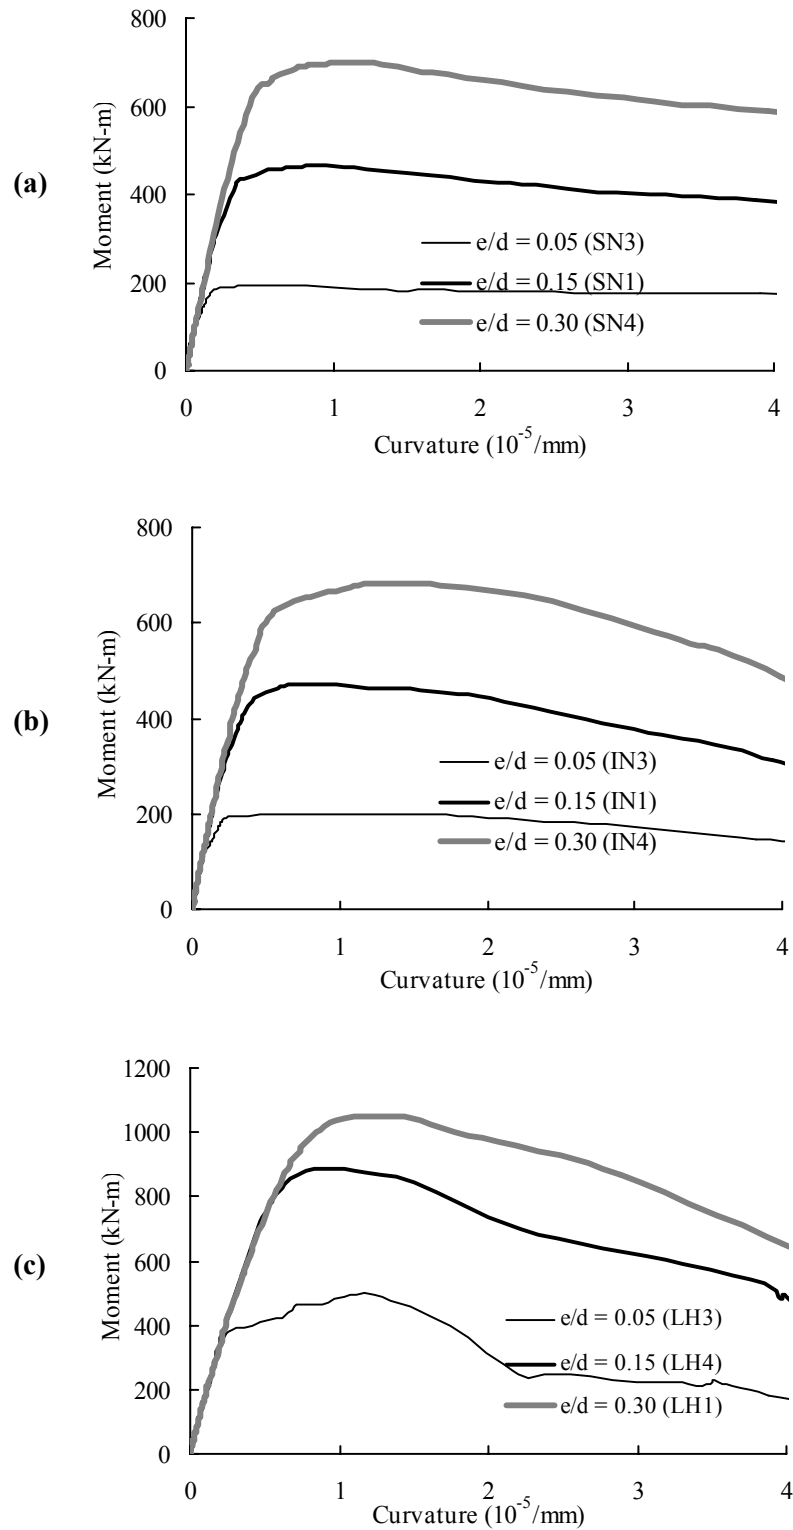 (a)
Moment (kN-m)
800
600
400
200
0
e/d = 0.05 (SN3)
e/d = 0.15 (SN1)
e/d = 0.30 (SN4)
0 1 2 3 4
Curvature (10⁻⁵/mm)
(b)
Moment (kN-m)
800
600
400
200
0
e/d = 0.05 (IN3)
e/d = 0.15 (IN1)
e/d = 0.30 (IN4)
0 1 2 3 4
Curvature (10⁻⁵/mm)
(c)
Moment (kN-m)
1200
1000
800
600
400
200
0
e/d = 0.05 (LH3)
e/d = 0.15 (LH4)
e/d = 0.30 (LH1)
0 1 2 3 4
Curvature (10⁻⁵/mm)